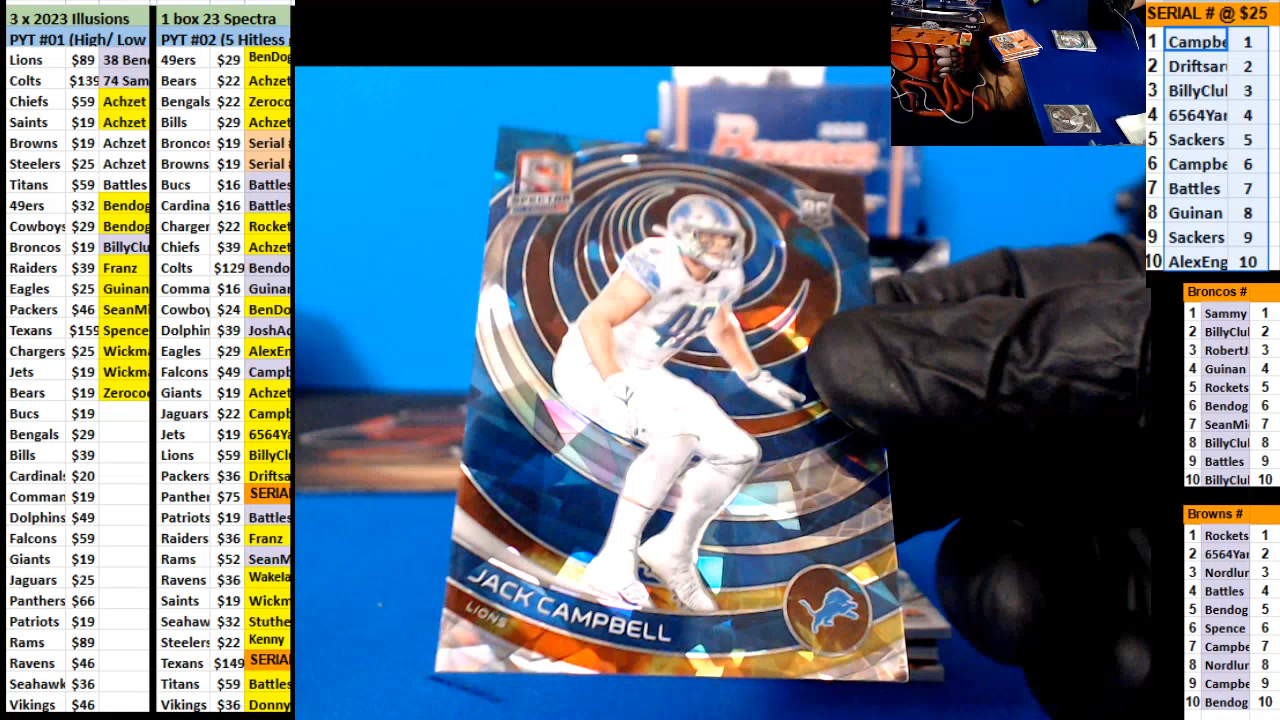 3 x 2023 Illusions
PYT #01 (High/ Low
Lions $89 38 Ben
Colts $139 74 Sam
Chiefs $59 Achzet
Saints $19 Achzet
Browns $19 Achzet
Steelers $25 Achzet
Titans $59 Battles
49ers $32 Bendog
Cowboys $29 Bendog
Broncos $19 BillyClu
Raiders $39 Franz
Eagles $25 Guinan
Packers $46 SeanMi
Texans $159 Spence
Chargers $25 Wickma
Jets $19 Wickma
Bears $19 Zeroco
Bucs $19
Bengals $29
Bills $39
Cardinals $20
Comman $19
Dolphins $49
Falcons $59
Giants $19
Jaguars $25
Panthers $66
Patriots $19
Rams $89
Ravens $46
Seahawk $36
Vikings $46
1 box 23 Spectra
PYT #02 (5 Hitless
49ers $29 BenDog
Bears $22 Achzet
Bengals $22 Zeroco
Bills $29 Achzet
Broncos $19 Serial
Browns $19 Serial
Bucs $16 Battles
Cardina $16 Battles
Charger $22 Rocket
Chiefs $39 Achzet
Colts $129 Bendo
Comma $16 Guinar
Cowboy $24 BenDo
Dolphin $39 JoshAc
Eagles $29 AlexEn
Falcons $49 Campb
Giants $19 Achzet
Jaguars $22 Campb
Jets $19 6564Ya
Lions $59 BillyCl
Packers $36 Driftsa
Panther $75 SERIAL
Patriots $19 Battles
Raiders $36 Franz
Rams $52 SeanM
Ravens $36 Wakela
Saints $19 Wickm
Seahaw $32 Stuthe
Steelers $22 Kenny
Texans $149 SERIAL
Titans $59 Battles
Vikings $36 Donny
Bowman
SPECTRA
RC
JACK CAMPBELL
LIONS
SERIAL # @ $25
1 Campbe 1
2 Driftsar 2
3 BillyClul 3
4 6564Yar 4
5 Sackers 5
6 Campbe 6
7 Battles 7
8 Guinan 8
9 Sackers 9
10 AlexEng 10
Broncos #
1 Sammy 1
2 BillyClul 2
3 RobertJ 3
4 Guinan 4
5 Rockets 5
6 Bendog 6
7 SeanMi 7
8 BillyClul 8
9 Battles 9
10 BillyClul 10
Browns #
1 Rockets 1
2 6564Yar 2
3 Nordlur 3
4 Battles 4
5 Bendog 5
6 Spence 6
7 Campbe 7
8 Nordlur 8
9 Campbe 9
10 Bendog 10